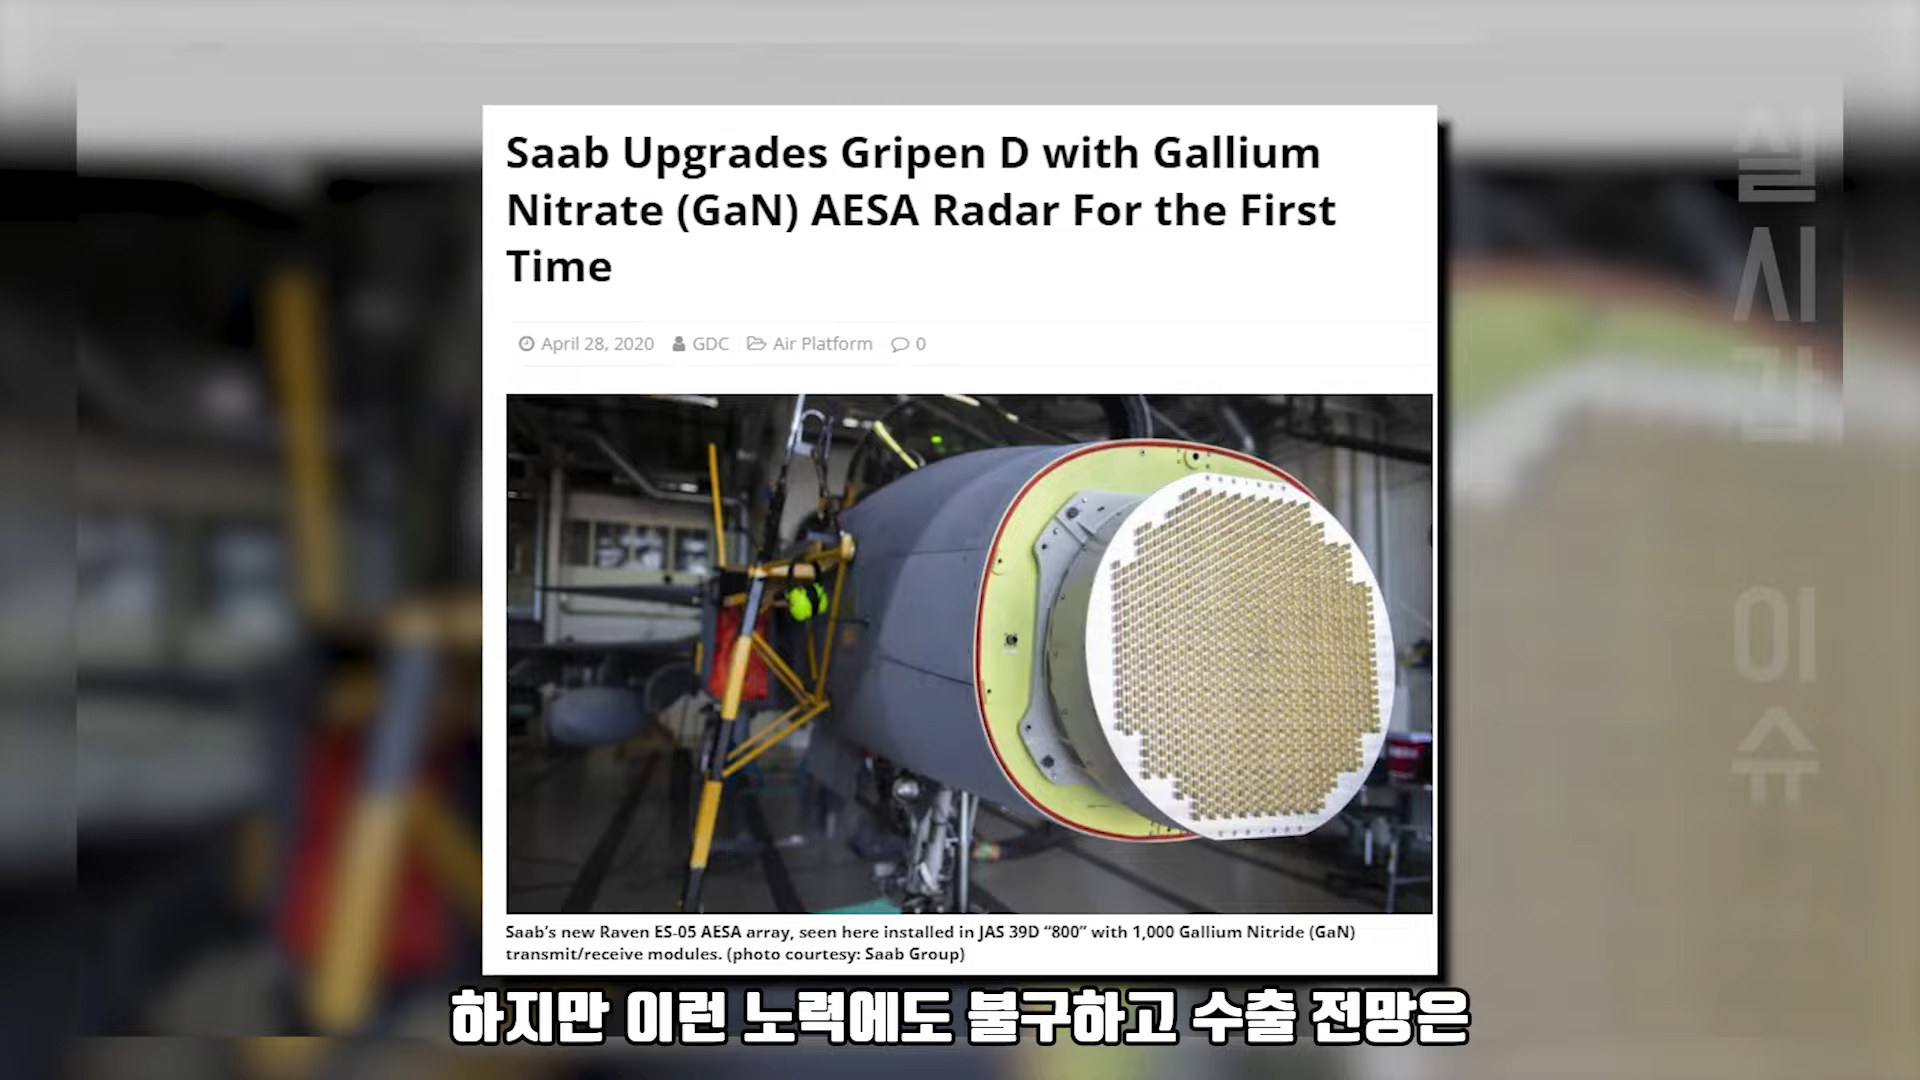 Saab Upgrades Gripen D with Gallium
Nitrate (GaN) AESA Radar For the First
Time
April 28, 2020 GDC Air Platform 0
Saab's new Raven ES-05 AESA array, seen here installed in JAS 39D “800” with 1,000 Gallium Nitride (GaN)
transmit/receive modules. (photo courtesy: Saab Group)
하지만 이런 노력에도 불구하고 수출 전망은
실시간 이슈